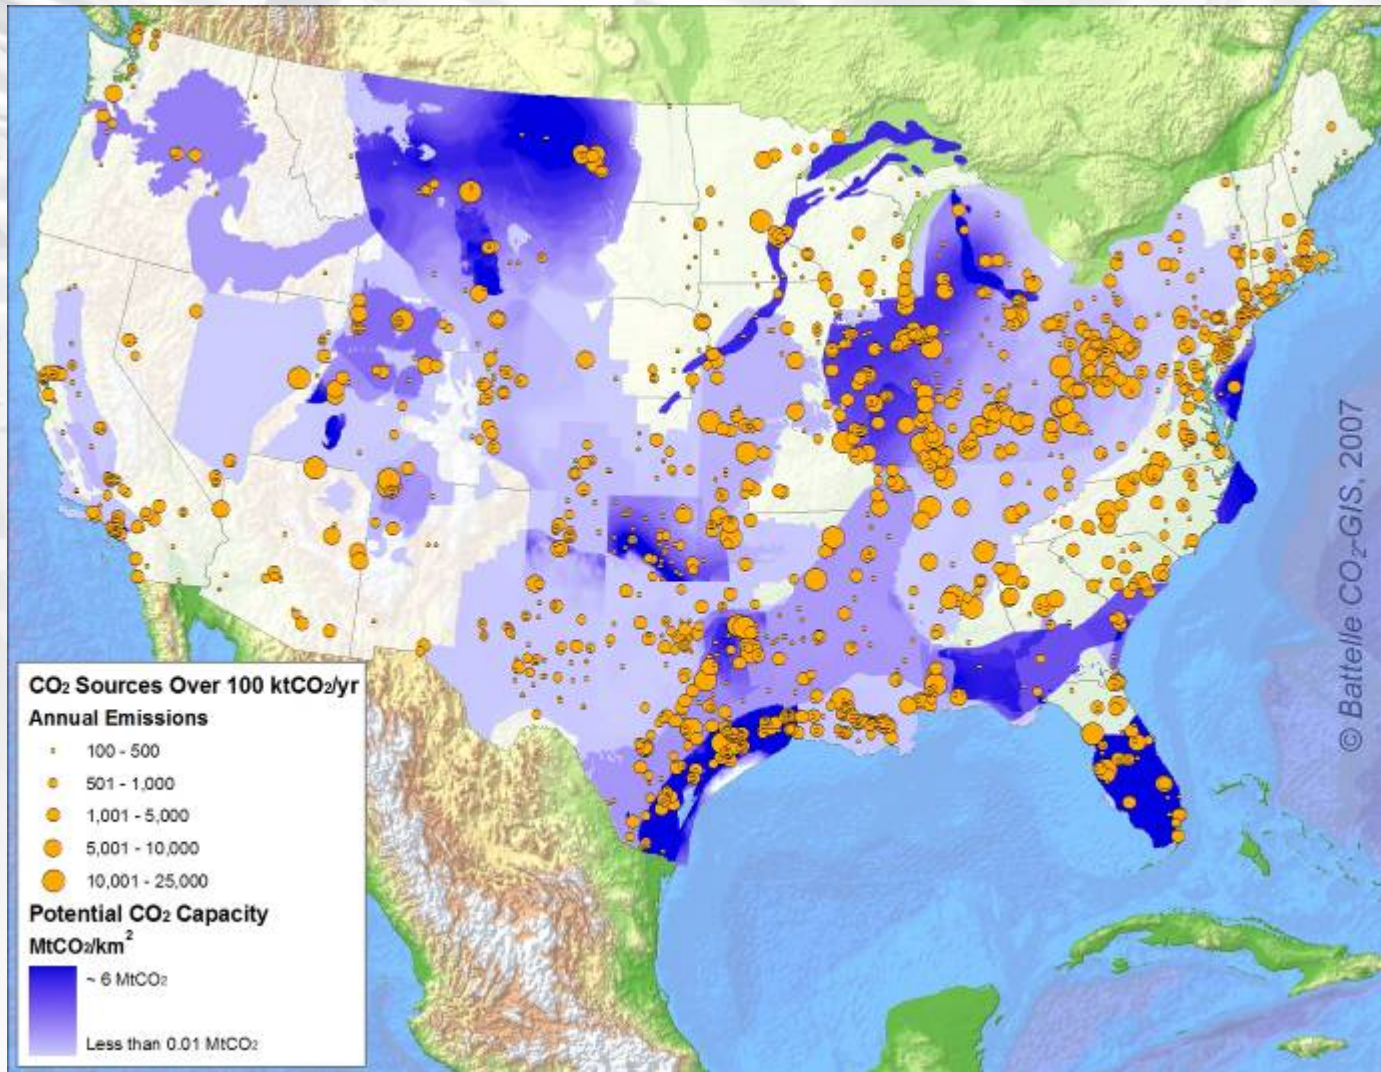 CO₂ Sources Over 100 ktCO₂/yr
Annual Emissions
100 - 500
501 - 1,000
1,001 - 5,000
5,001 - 10,000
10,001 - 25,000
Potential CO₂ Capacity
MtCO₂/km²
~ 6 MtCO₂
Less than 0.01 MtCO₂
© Battelle CO₂-GIS, 2007